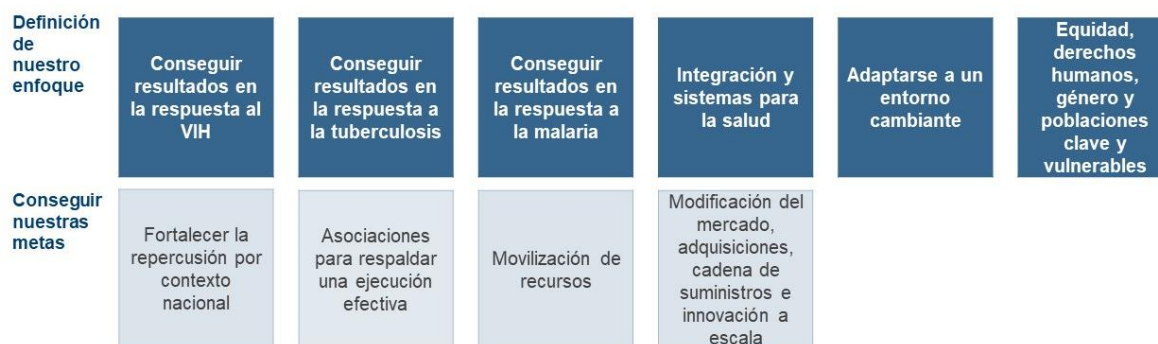 Definición
de
nuestro
enfoque
Conseguir
resultados en
la respuesta al
VIH
Conseguir
resultados en
la respuesta a
la tuberculosis
Conseguir
resultados en
la respuesta a
la malaria
Integración y
sistemas para
la salud
Adaptarse a un
entorno
cambiante
Equidad,
derechos
humanos,
género y
poblaciones
clave y
vulnerables
Conseguir
nuestras
metas
Fortalecer la
repercusión por
contexto
nacional
Asociaciones
para respaldar
una ejecución
efectiva
Movilización de
recursos
Modificación del
mercado,
adquisiciones,
cadena de
suministros e
innovación a
escala